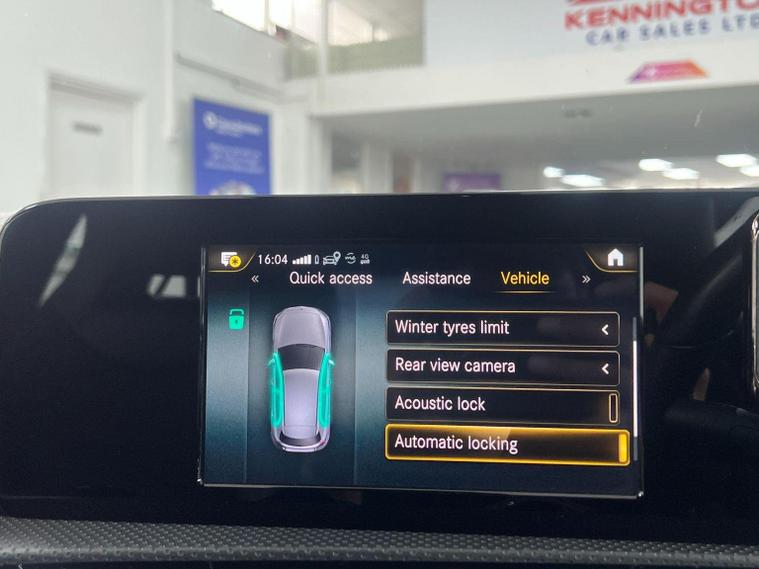 KENNINGTON
CAR SALES LTD
16:04
4G
« Quick access Assistance Vehicle »
Winter tyres limit
Rear view camera
Acoustic lock
Automatic locking